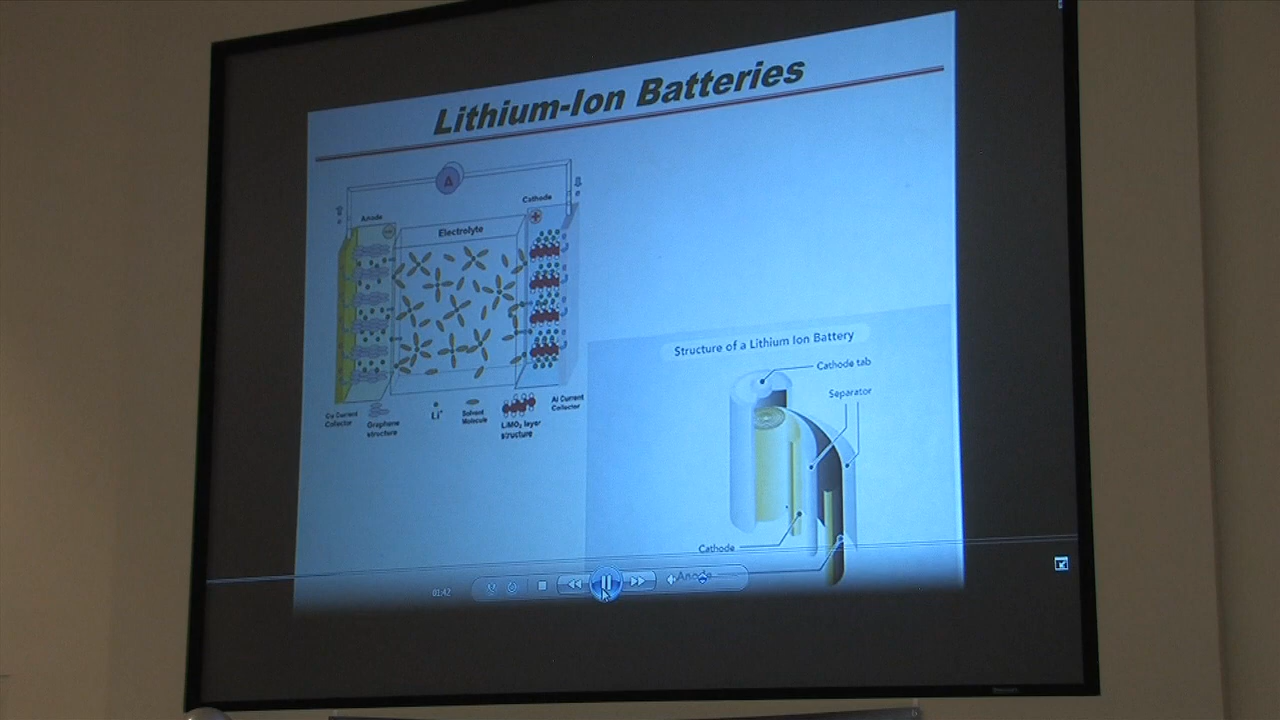 Lithium-Ion Batteries
Cathode
Anode
Electrolyte
Cu Current
Collector
Graphene
structure
Li+
Solvent
Molecule
LiMO₂ layer
structure
Al Current
Collector
Structure of a Lithium Ion Battery
Cathode tab
Separator
Cathode
Anode
01:42